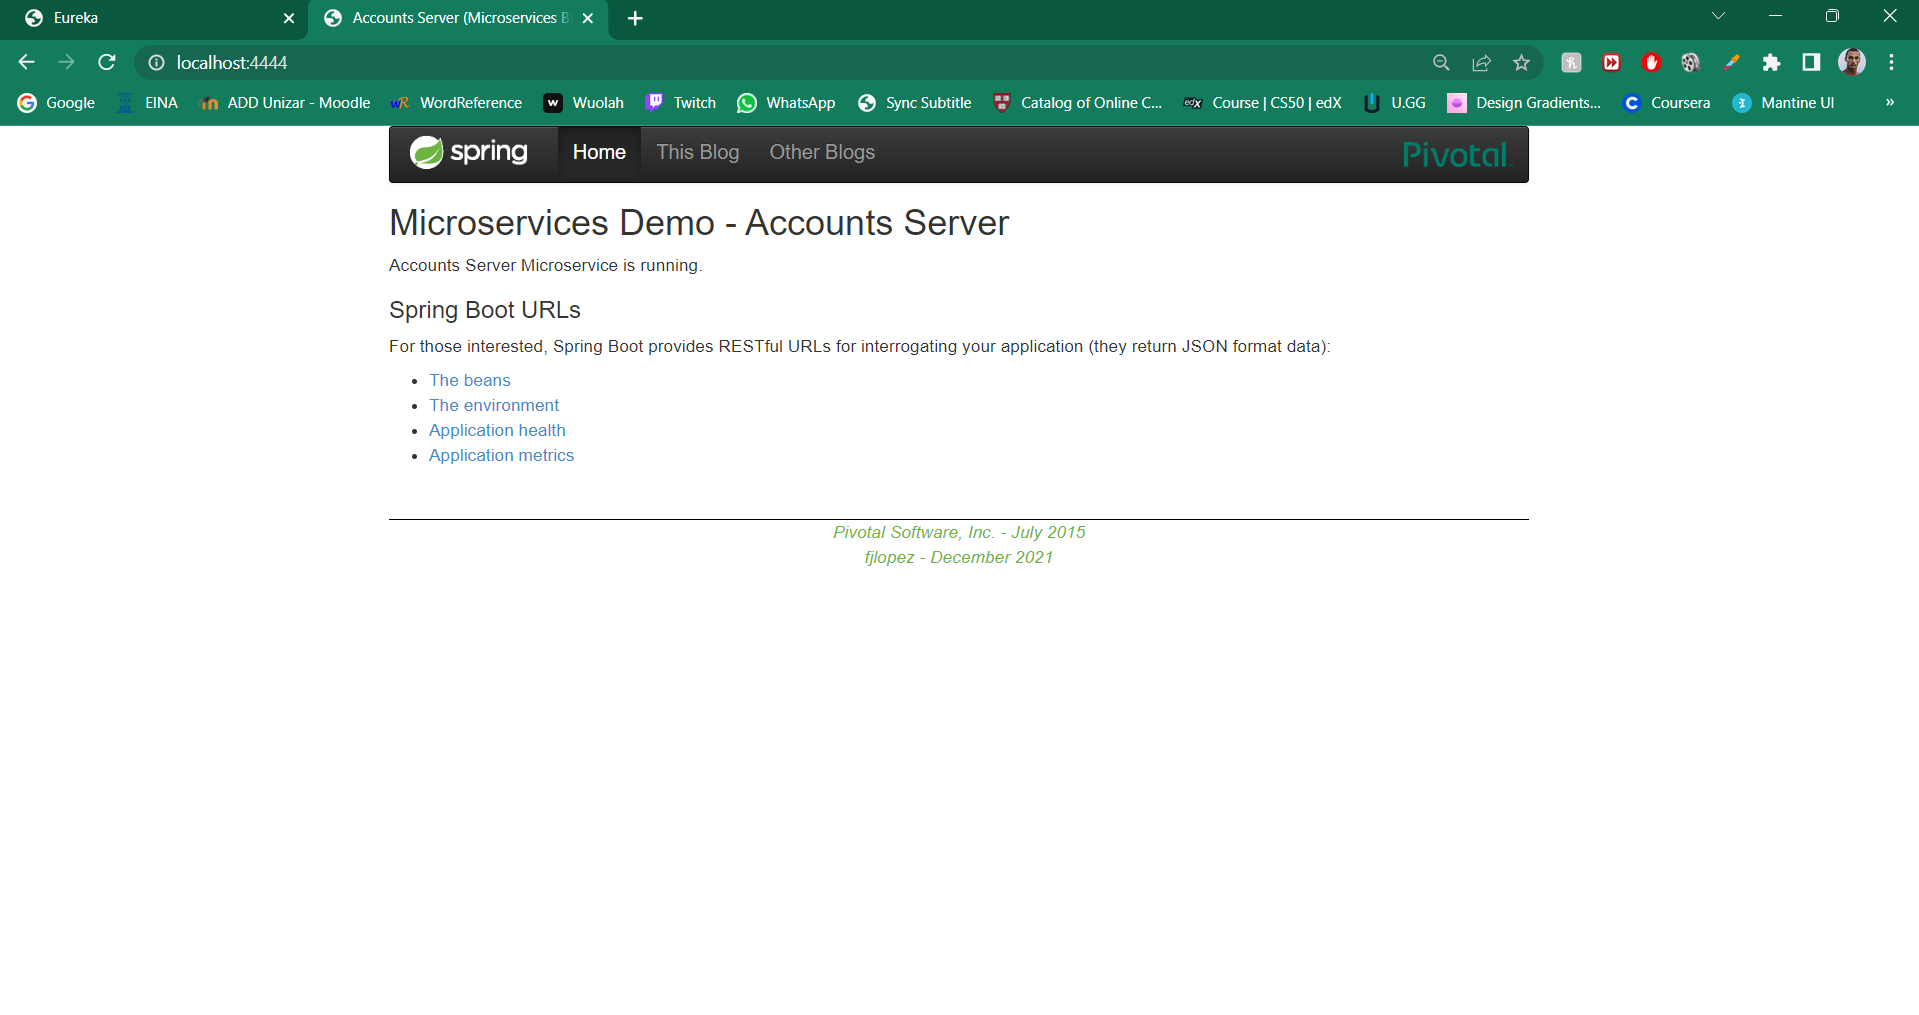 Eureka
Accounts Server (Microservices B
localhost:4444
Google EINA ADD Unizar - Moodle WordReference Wuolah Twitch WhatsApp Sync Subtitle Catalog of Online C... Course | CS50 | edX U.GG Design Gradients... Coursera Mantine UI »
spring Home This Blog Other Blogs Pivotal
Microservices Demo - Accounts Server
Accounts Server Microservice is running.
Spring Boot URLs
For those interested, Spring Boot provides RESTful URLs for interrogating your application (they return JSON format data):
The beans
The environment
Application health
Application metrics
Pivotal Software, Inc. - July 2015
fjlopez - December 2021